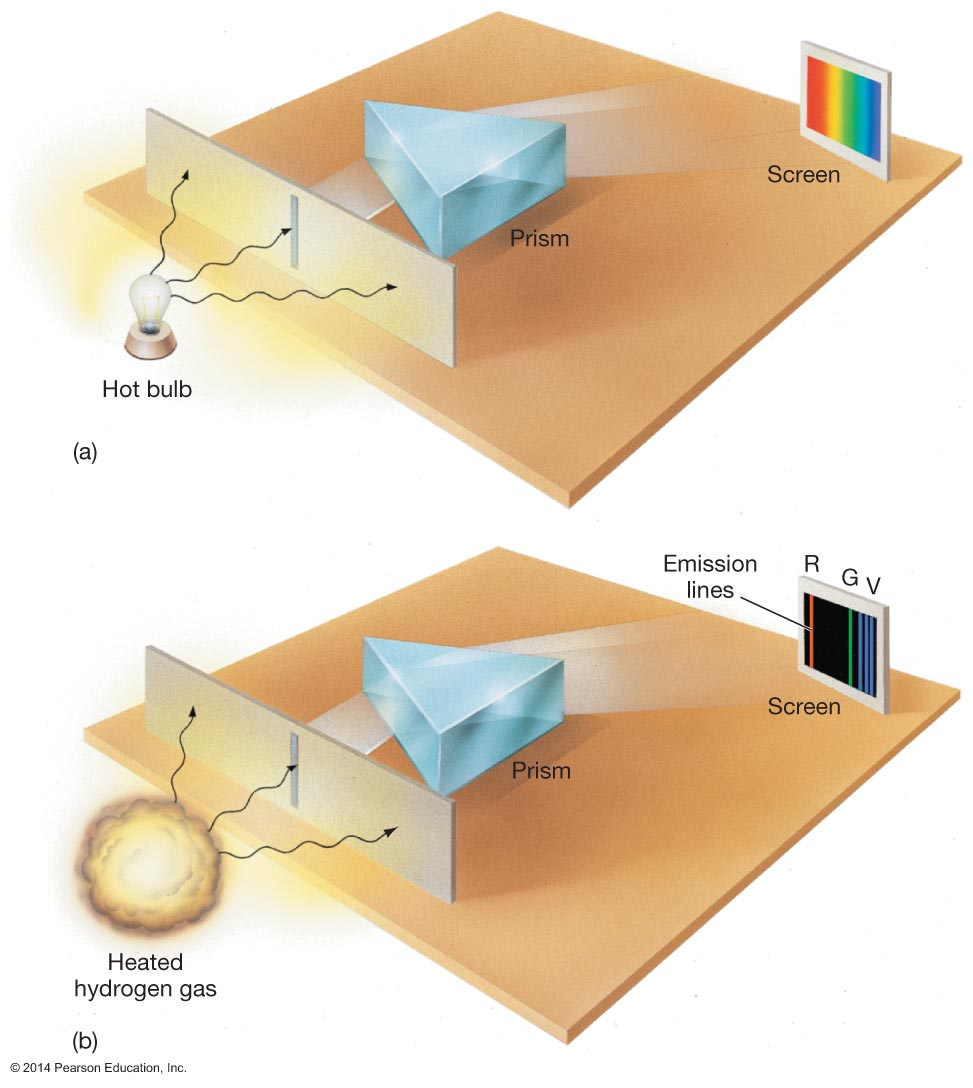 Screen
Prism
Hot bulb
(a)
Emission
lines
R
G
V
Screen
Prism
Heated
hydrogen gas
(b)
© 2014 Pearson Education, Inc.